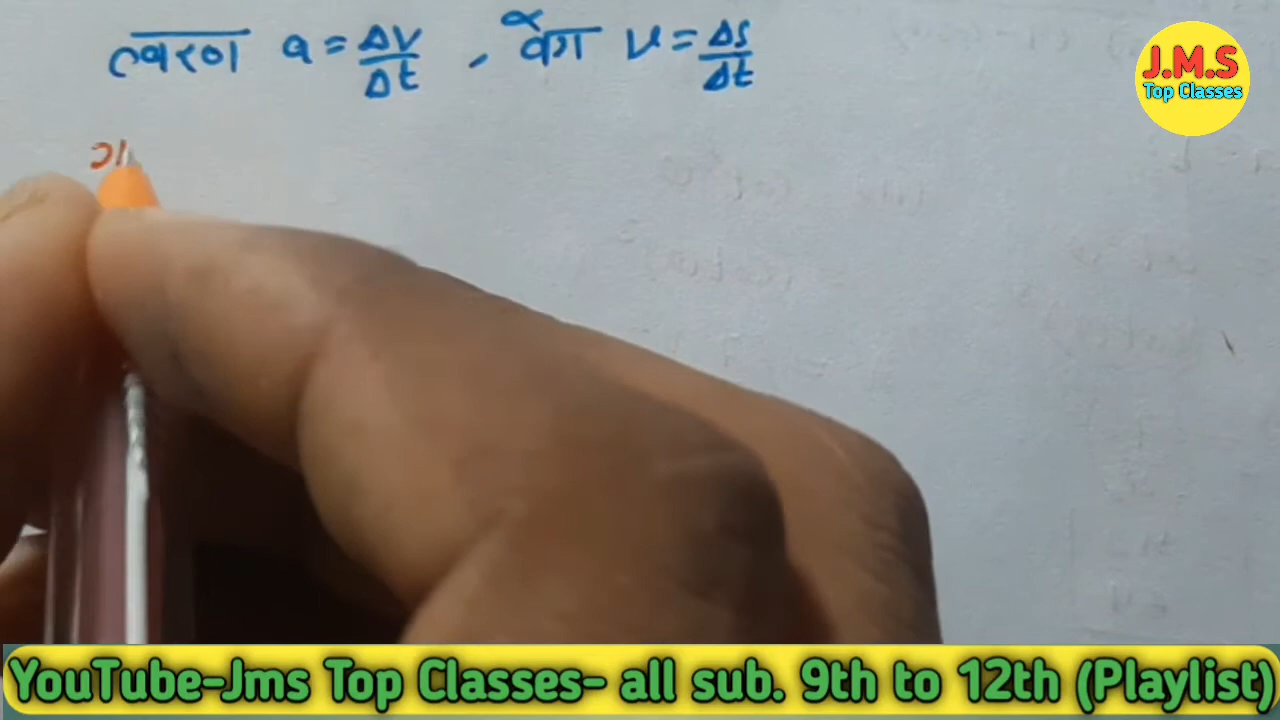 त्वरण a = Δv/Δt , वेग v = Δs/Δt
J.M.S
Top Classes
YouTube-Jms Top Classes- all sub. 9th to 12th (Playlist)